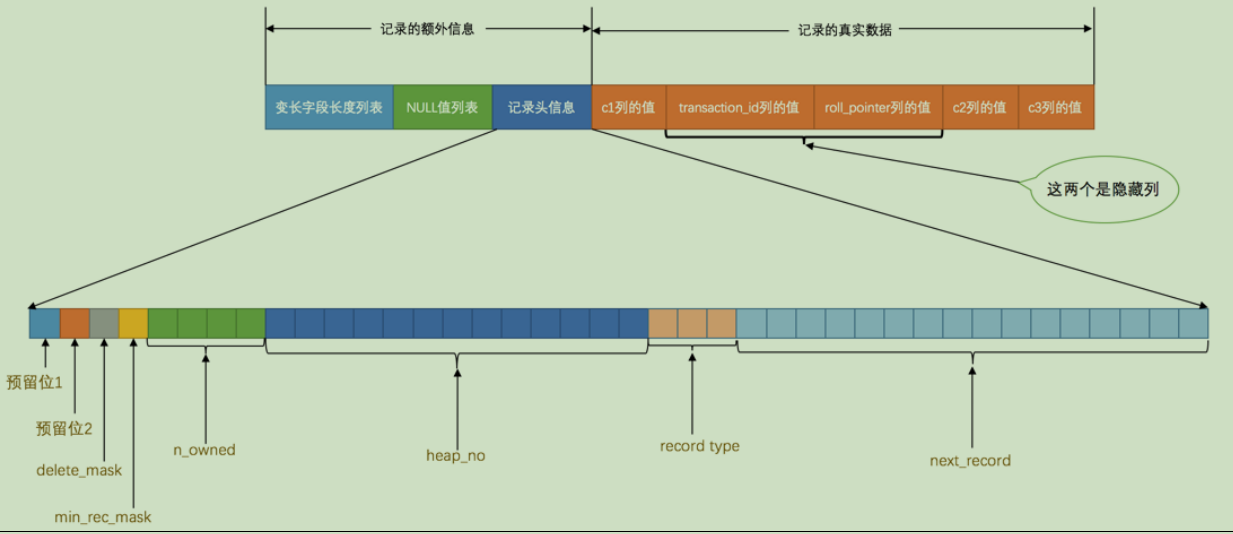 记录的额外信息
记录的真实数据
变长字段长度列表
NULL值列表
记录头信息
c1列的值
transaction_id列的值
roll_pointer列的值
c2列的值
c3列的值
这两个是隐藏列
预留位1
预留位2
delete_mask
min_rec_mask
n_owned
heap_no
record type
next_record